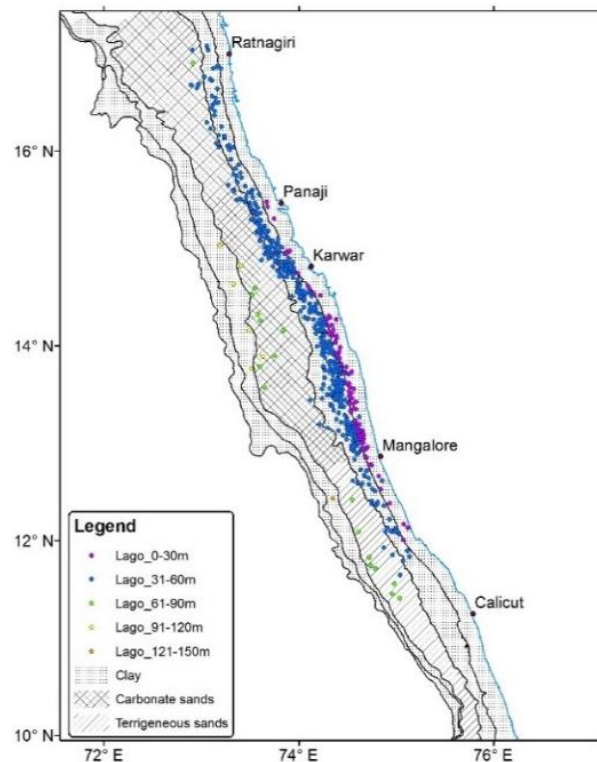 Ratnagiri
16° N
Panaji
Karwar
14° N
Mangalore
12° N
Legend
Lago_0-30m
Lago_31-60m
Lago_61-90m
Lago_91-120m
Lago_121-150m
Clay
Carbonate sands
Terrigeneous sands
Calicut
10° N
72° E
74° E
76° E